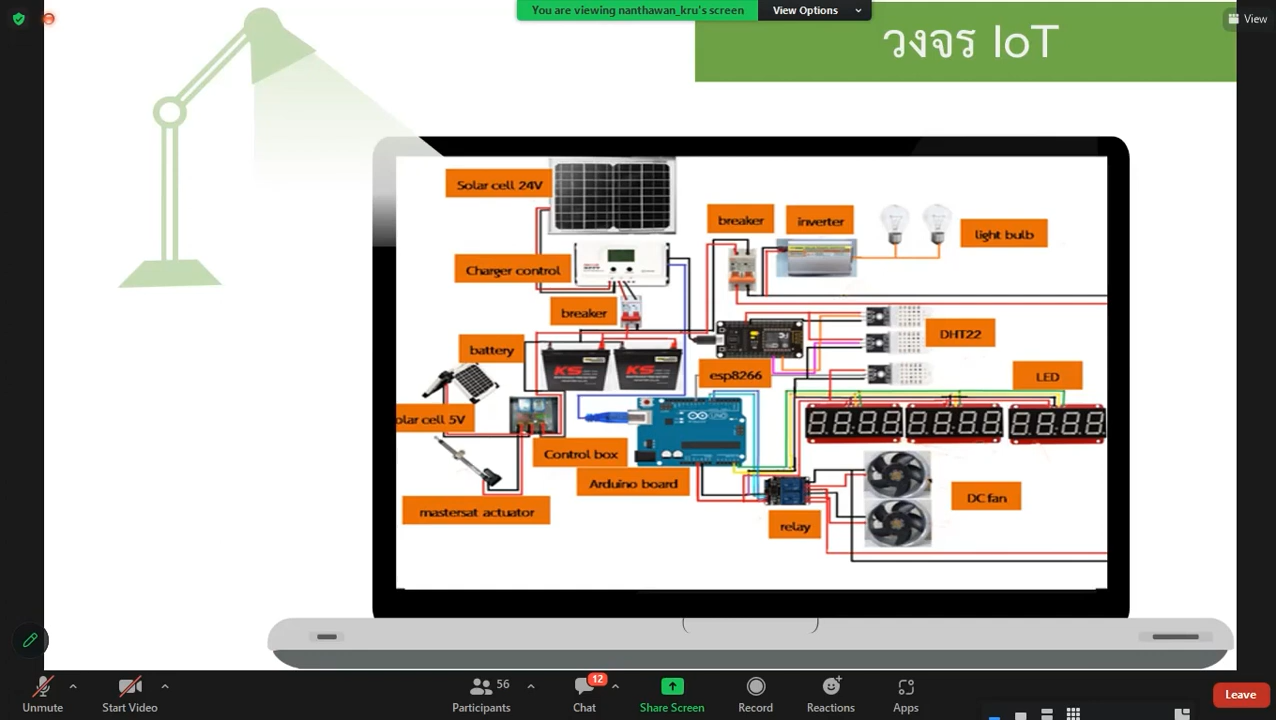 You are viewing nanthawan_kru's screen
View Options
View
วงจร IoT
Solar cell 24V
breaker
inverter
light bulb
Charger control
breaker
DHT22
battery
esp8266
LED
KS
KS
olar cell 5V
Control box
Arduino board
DC fan
mastersat actuator
relay
Unmute
Start Video
56
Participants
12
Chat
Share Screen
Record
Reactions
Apps
Leave